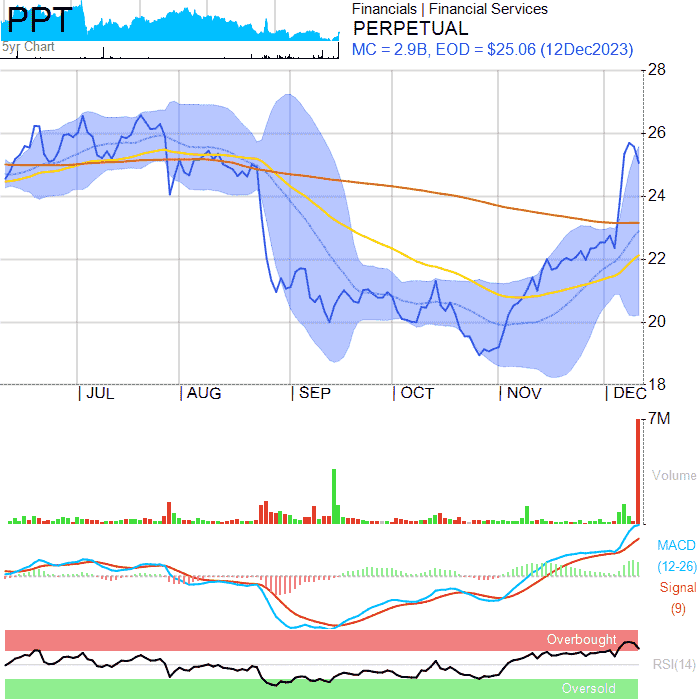 PPT
5yr Chart
Financials | Financial Services
PERPETUAL
MC = 2.9B, EOD = $25.06 (12Dec2023)
28
26
24
22
20
18
JUL
AUG
SEP
OCT
NOV
DEC
7M
Volume
MACD
(12-26)
Signal
(9)
Overbought
RSI(14)
Oversold